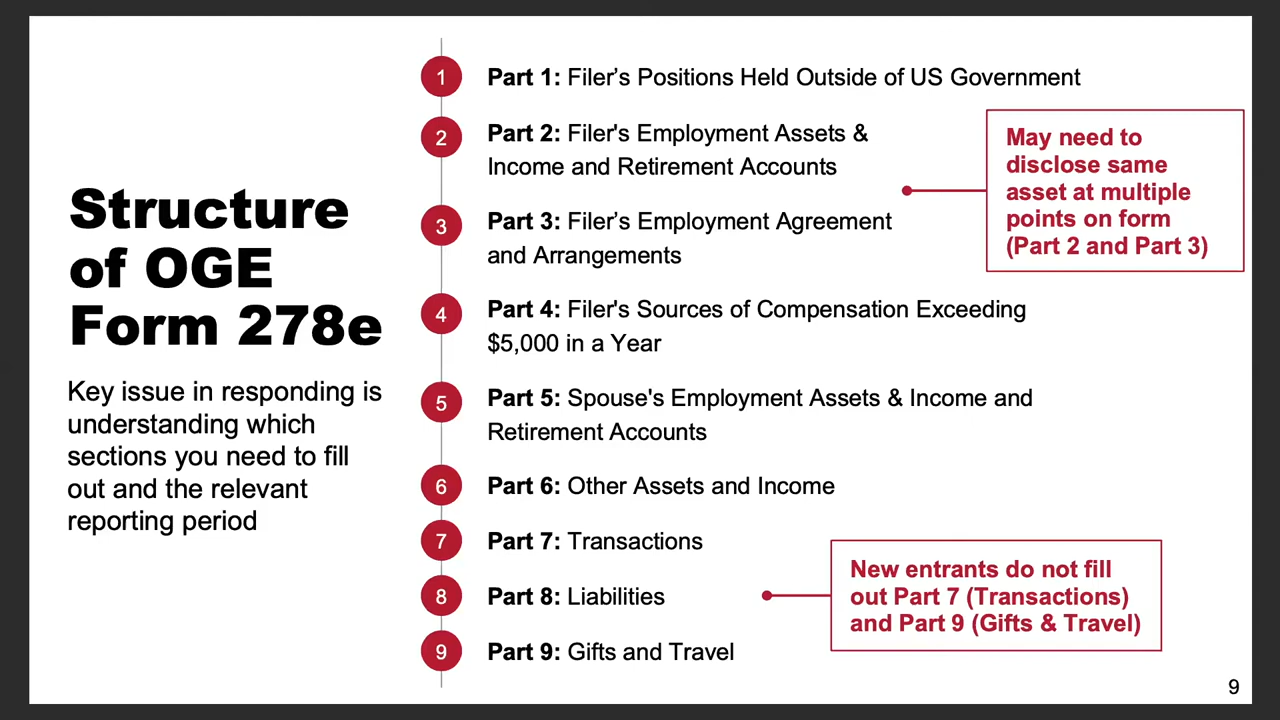 Structure
of OGE
Form 278e
Key issue in responding is
understanding which
sections you need to fill
out and the relevant
reporting period
1
Part 1: Filer’s Positions Held Outside of US Government
2
Part 2: Filer's Employment Assets &
Income and Retirement Accounts
3
Part 3: Filer’s Employment Agreement
and Arrangements
May need to
disclose same
asset at multiple
points on form
(Part 2 and Part 3)
4
Part 4: Filer's Sources of Compensation Exceeding
$5,000 in a Year
5
Part 5: Spouse's Employment Assets & Income and
Retirement Accounts
6
Part 6: Other Assets and Income
7
Part 7: Transactions
8
Part 8: Liabilities
9
Part 9: Gifts and Travel
New entrants do not fill
out Part 7 (Transactions)
and Part 9 (Gifts & Travel)
9